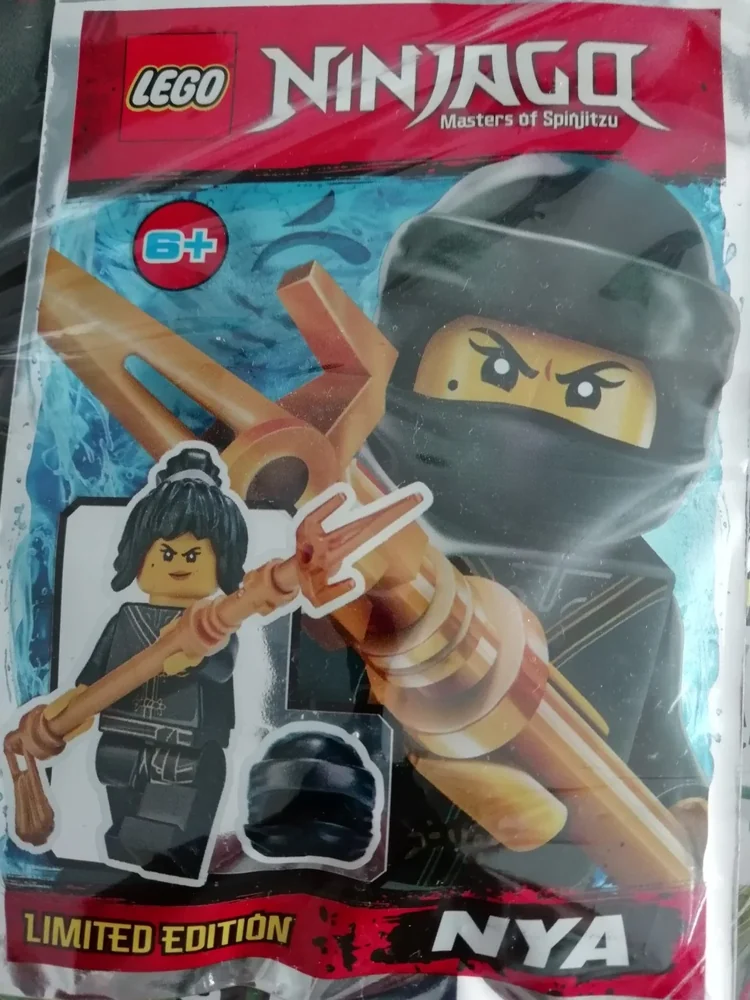 LEGO
NINJAGO
Masters of Spinjitzu
6+
LIMITED EDITION
NYA